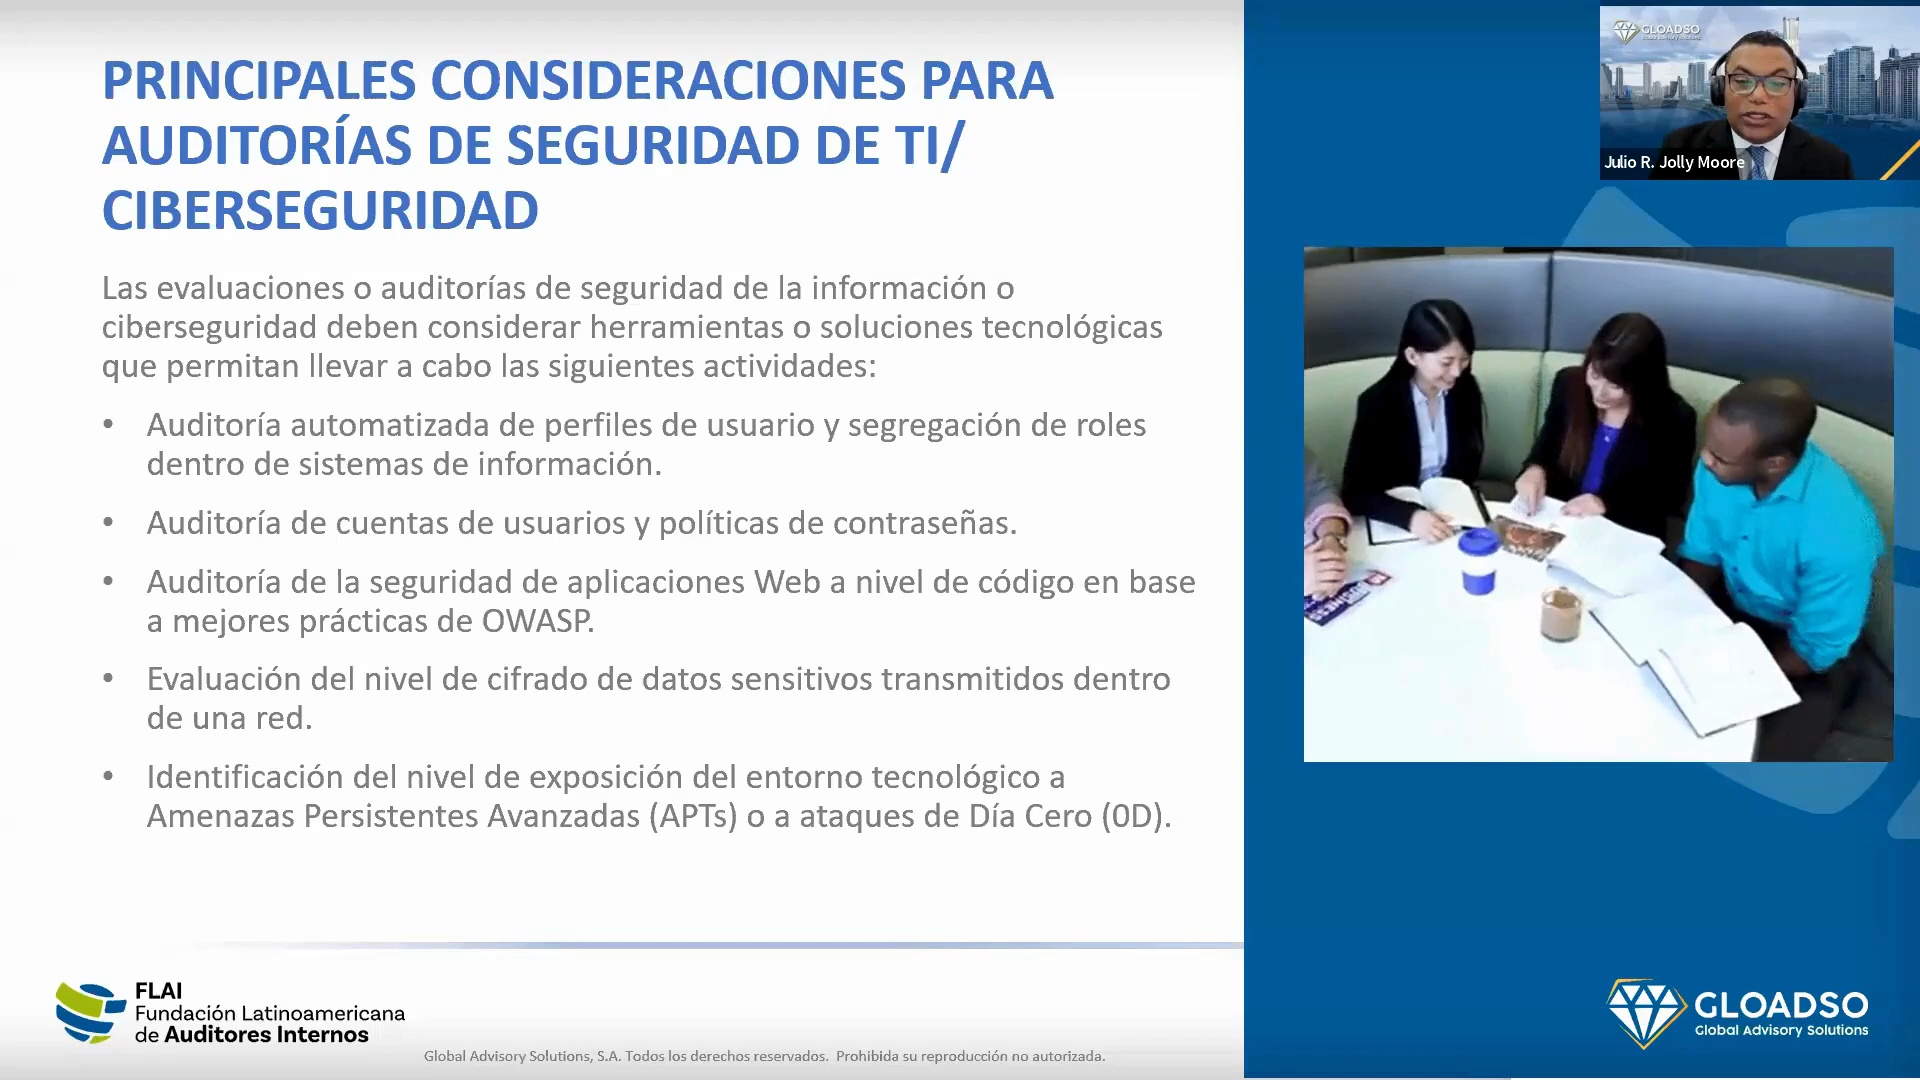 PRINCIPALES CONSIDERACIONES PARA
AUDITORÍAS DE SEGURIDAD DE TI/
CIBERSEGURIDAD
Las evaluaciones o auditorías de seguridad de la información o
ciberseguridad deben considerar herramientas o soluciones tecnológicas
que permitan llevar a cabo las siguientes actividades:
• Auditoría automatizada de perfiles de usuario y segregación de roles
dentro de sistemas de información.
• Auditoría de cuentas de usuarios y políticas de contraseñas.
• Auditoría de la seguridad de aplicaciones Web a nivel de código en base
a mejores prácticas de OWASP.
• Evaluación del nivel de cifrado de datos sensitivos transmitidos dentro
de una red.
• Identificación del nivel de exposición del entorno tecnológico a
Amenazas Persistentes Avanzadas (APTs) o a ataques de Día Cero (0D).
FLAI
Fundación Latinoamericana
de Auditores Internos
Global Advisory Solutions, S.A. Todos los derechos reservados. Prohibida su reproducción no autorizada.
GLOADSO
Julio R. Jolly Moore
GLOADSO
Global Advisory Solutions